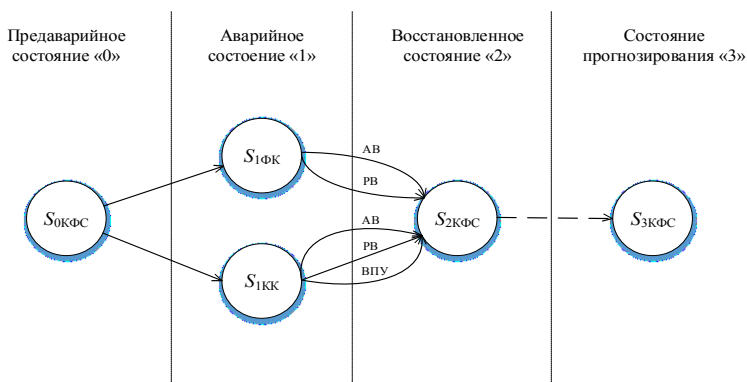 Предаварийное
состояние «0»
Аварийное
состоение «1»
Восстановленное
состояние «2»
Состояние
прогнозирования «3»
S1ФК
АВ
РВ
S0КФС
S2КФС
S3КФС
АВ
РВ
S1КК
ВПУ